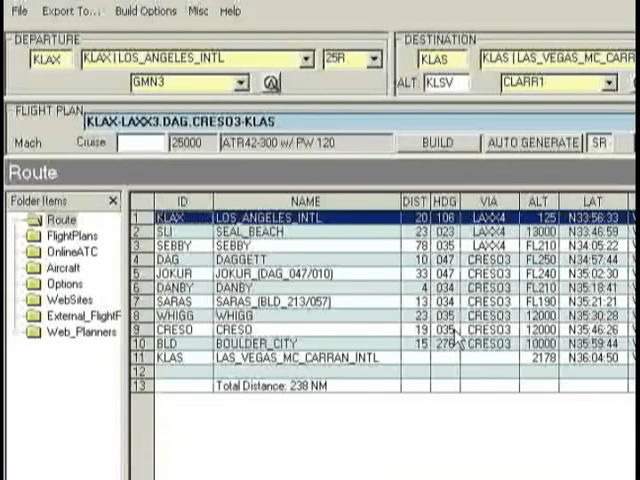 File Export To... Build Options Misc Help
DEPARTURE DESTINATION
KLAX KLAX|LOS_ANGELES_INTL 25R KLAS KLAS|LAS_VEGAS_MC_CARR
GMN3 ALT: KLSV CLARR1
FLIGHT PLAN
KLAX-LAXX3.DAG.CRESO3-KLAS
Mach Cruise 25000 ATR42-300 w/ PW 120 BUILD AUTO GENERATE SR
Route
Folder Items X ID NAME DIST HDG VIA ALT LAT
Route
FlightPlans
OnlineATC
Aircraft
Options
WebSites
External_FlightF
Web_Planners
1 KLAX LOS_ANGELES_INTL 20 106 LAXX4 125 N33:56:33
2 SLI SEAL_BEACH 23 023 LAXX4 13000 N33:46:59
3 SEBBY SEBBY 78 035 LAXX4 FL210 N34:05:22
4 DAG DAGGETT 10 047 CRESO3 FL250 N34:57:44
5 JOKUR JOKUR_(DAG_047/010) 33 047 CRESO3 FL240 N35:02:30
6 DANBY DANBY 4 034 CRESO3 FL210 N35:18:41
7 SARAS SARAS_(BLD_213/057) 13 034 CRESO3 FL190 N35:21:21
8 WHIGG WHIGG 23 035 CRESO3 12000 N35:30:28
9 CRESO CRESO 19 035 CRESO3 12000 N35:46:26
10 BLD BOULDER_CITY 15 276 CRESO3 10000 N35:59:44
11 KLAS LAS_VEGAS_MC_CARRAN_INTL 2178 N36:04:50
12
13 Total Distance: 238 NM